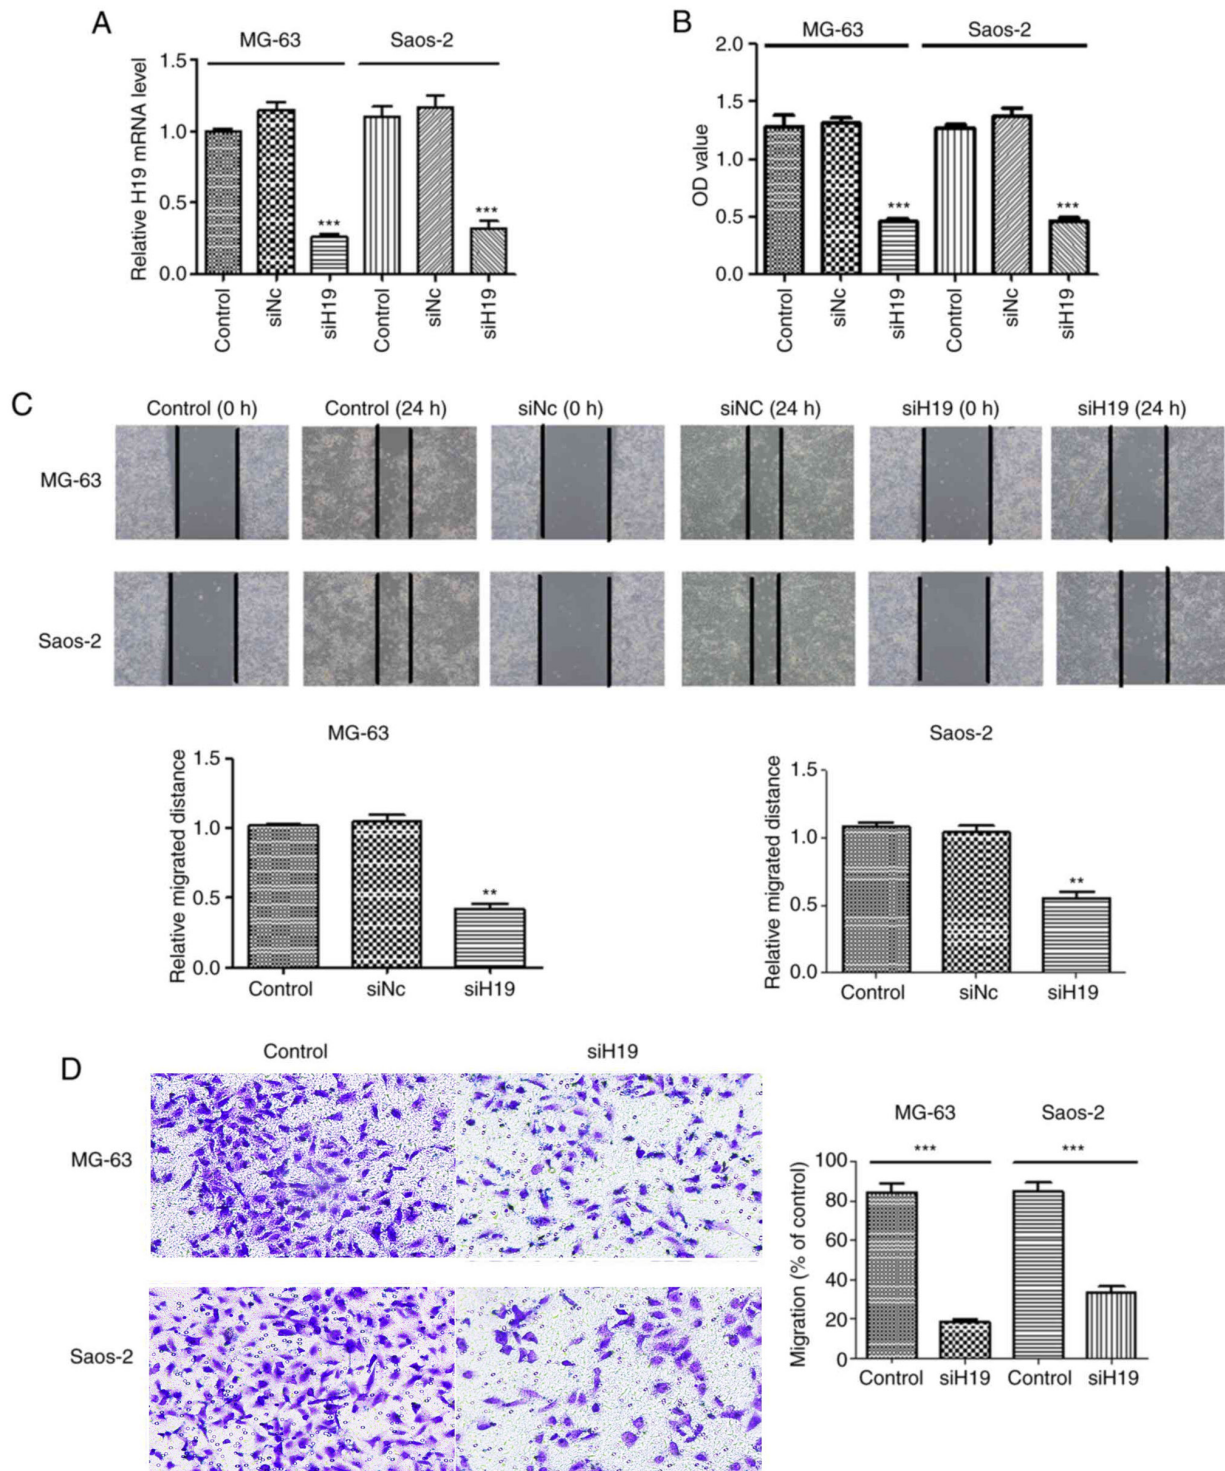 A
MG-63
Saos-2
Relative H19 mRNA level
1.5
1.0
0.5
0.0
***
***
Control
siNc
siH19
Control
siNc
siH19
B
MG-63
Saos-2
OD value
2.0
1.5
1.0
0.5
0.0
***
***
Control
siNc
siH19
Control
siNc
siH19
C
Control (0 h)
Control (24 h)
siNc (0 h)
siNC (24 h)
siH19 (0 h)
siH19 (24 h)
MG-63
Saos-2
MG-63
Relative migrated distance
1.5
1.0
0.5
0.0
**
Control
siNc
siH19
Saos-2
Relative migrated distance
1.5
1.0
0.5
0.0
**
Control
siNc
siH19
D
Control
siH19
MG-63
Saos-2
MG-63
Saos-2
***
***
Migration (% of control)
100
80
60
40
20
0
Control
siH19
Control
siH19